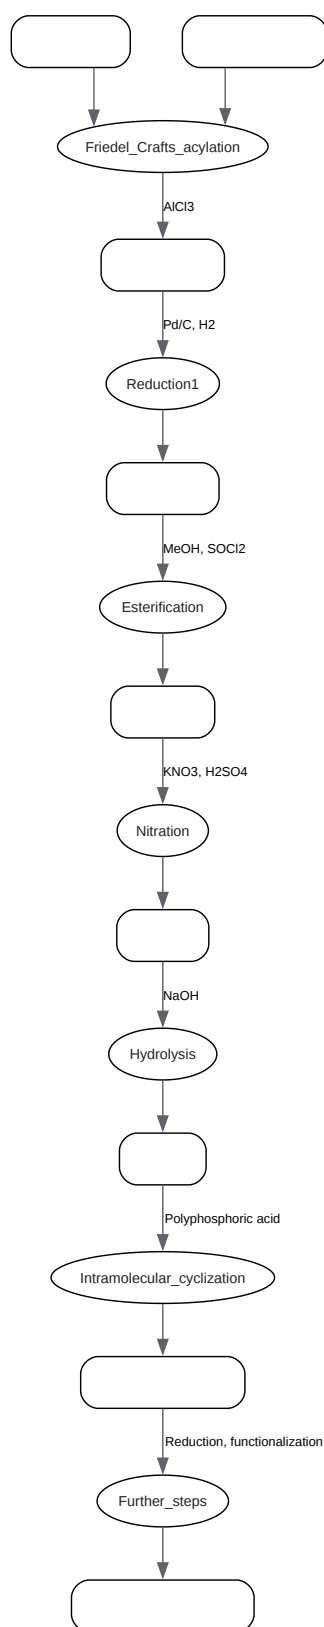 Friedel_Crafts_acylation
AlCl3
Pd/C, H2
Reduction1
MeOH, SOCl2
Esterification
KNO3, H2SO4
Nitration
NaOH
Hydrolysis
Polyphosphoric acid
Intramolecular_cyclization
Reduction, functionalization
Further_steps